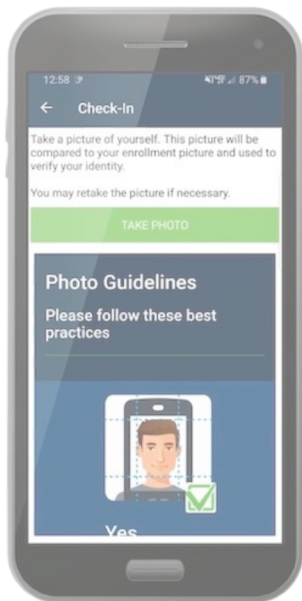 12:58
87%
← Check-In
Take a picture of yourself. This picture will be
compared to your enrollment picture and used to
verify your identity.
You may retake the picture if necessary.
TAKE PHOTO
Photo Guidelines
Please follow these best
practices
Yes